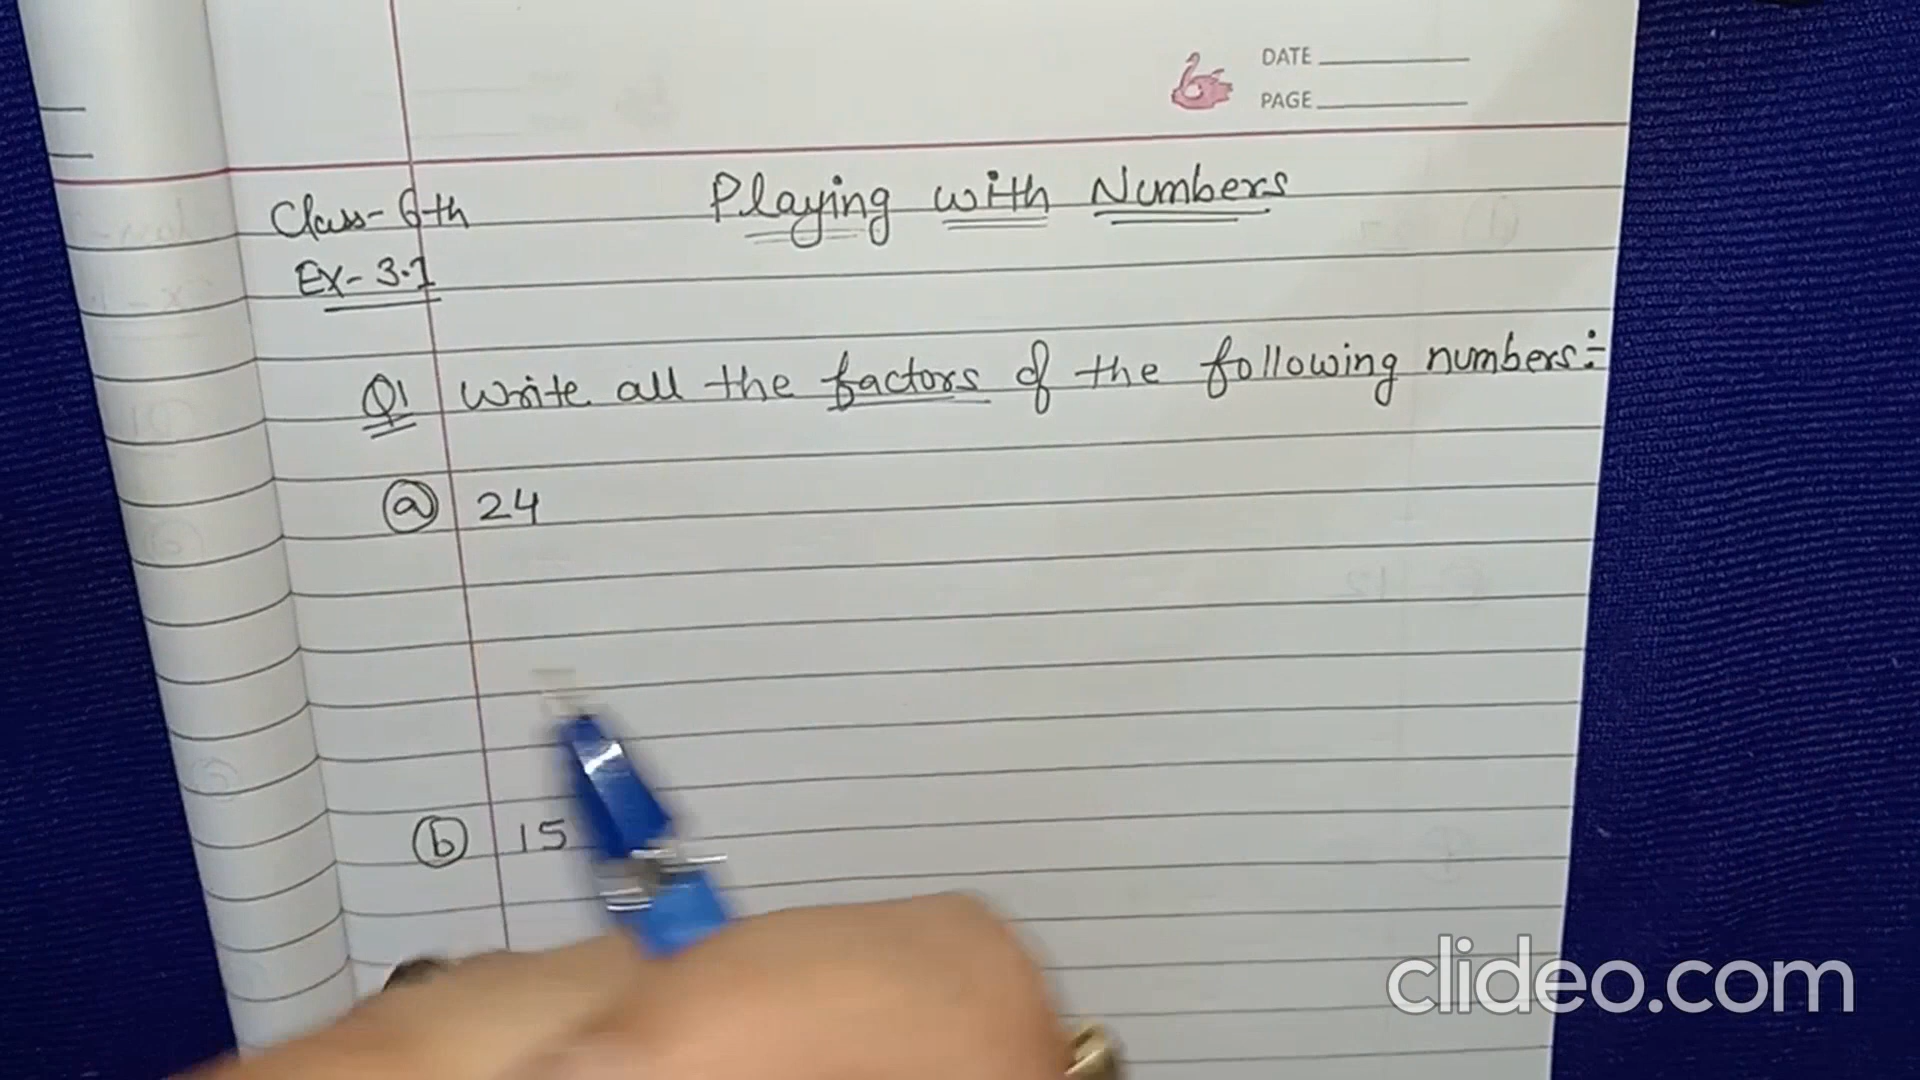 DATE
PAGE
Playing with Numbers
Class- 6th
Ex- 3.1
Q1 Write all the factors of the following numbers:-
(a) 24
(b) 15
clideo.com